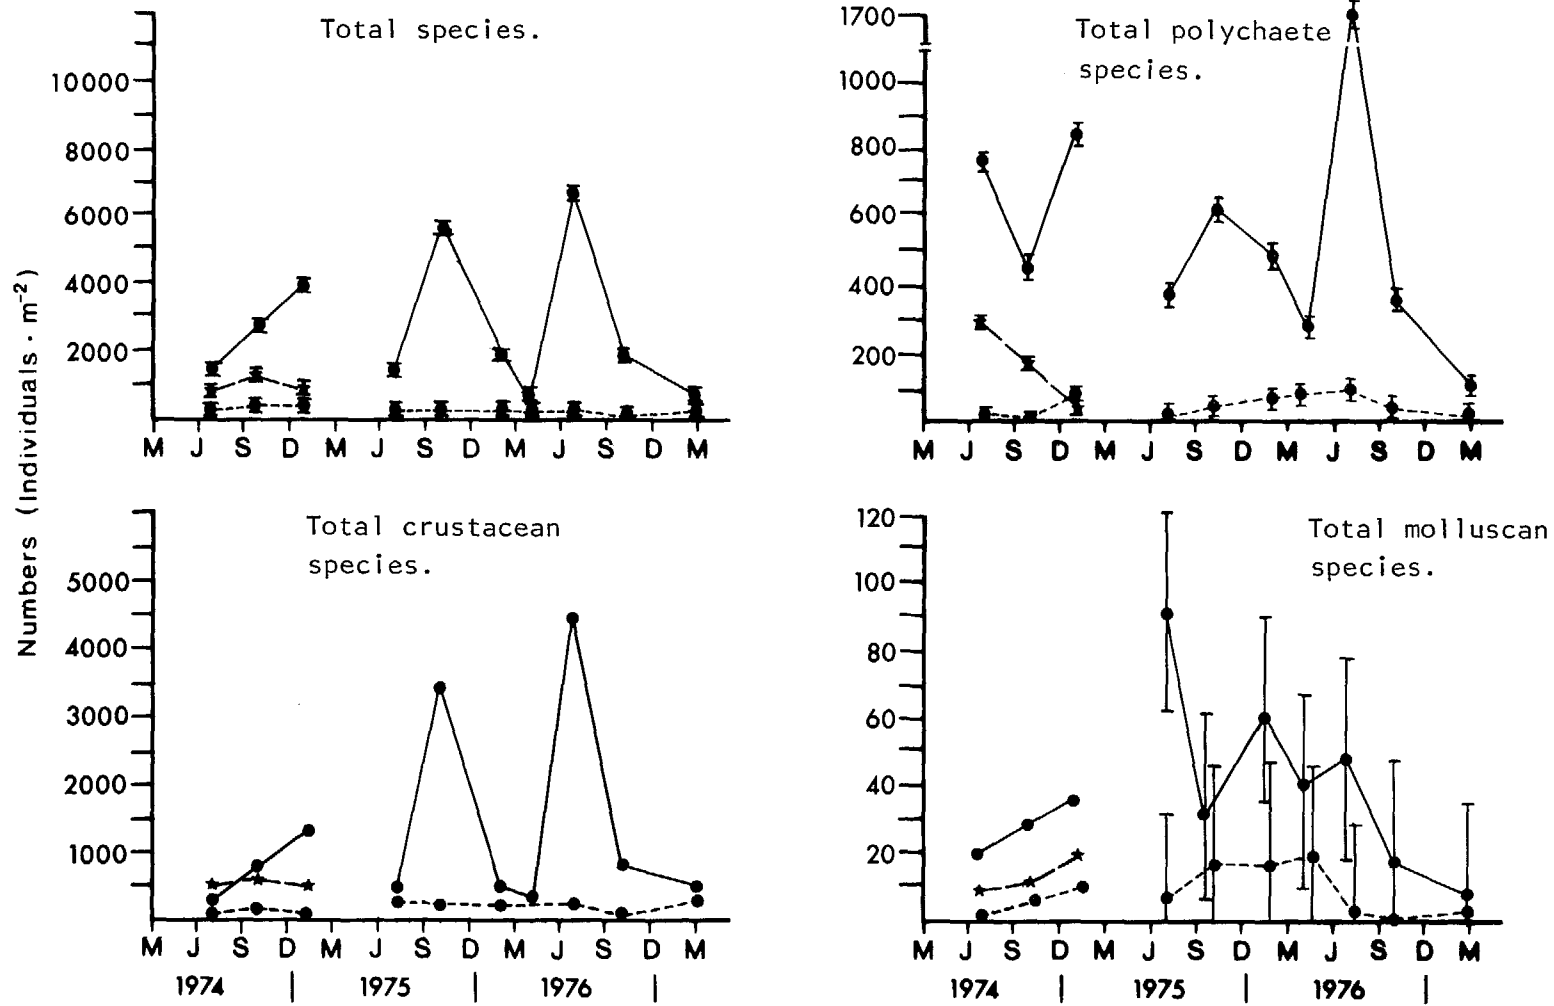 Numbers (Individuals · m⁻²)
Total species.
10000
8000
6000
4000
2000
M J S D M J S D M J S D M
Total polychaete
species.
1700
1000
800
600
400
200
M J S D M J S D M J S D M
Total crustacean
species.
5000
4000
3000
2000
1000
M J S D M J S D M J S D M
1974 | 1975 | 1976 |
Total molluscan
species.
120
100
80
60
40
20
M J S D M J S D M J S D M
1974 | 1975 | 1976 |